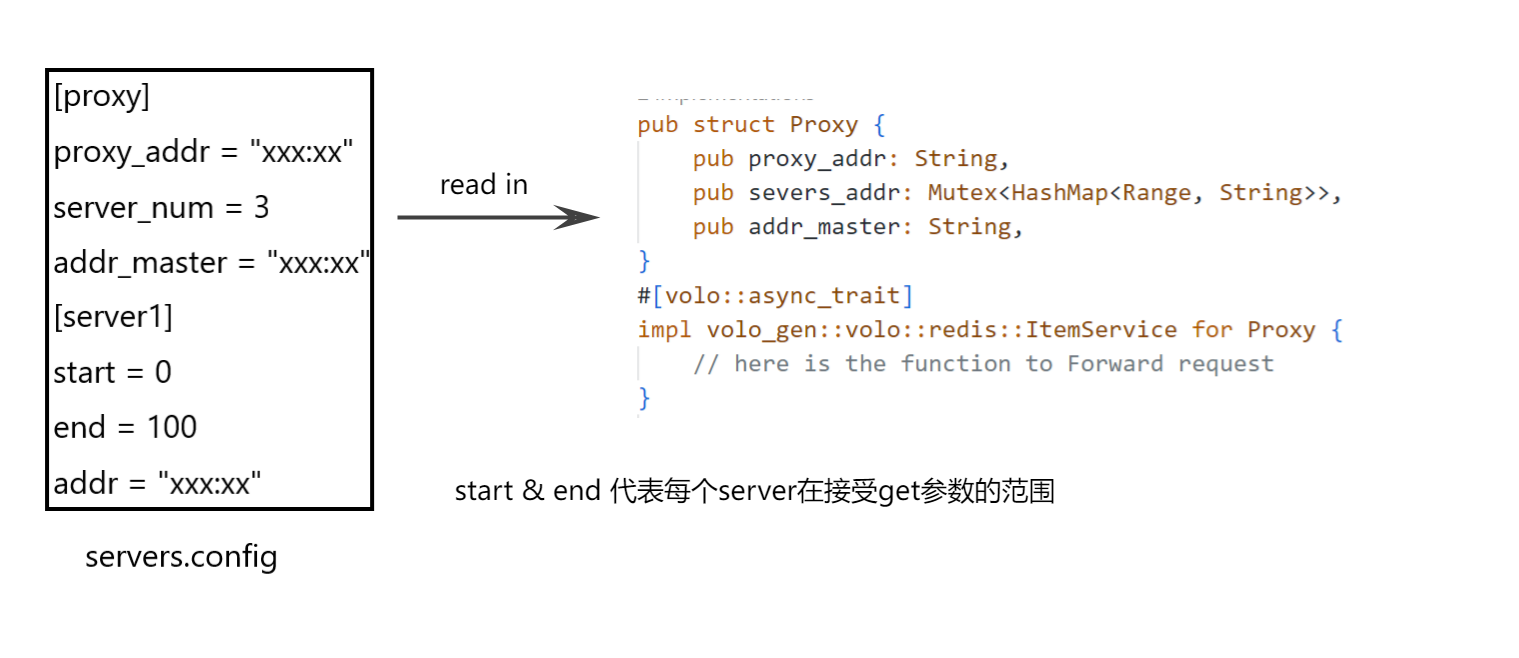 [proxy]
proxy_addr = "xxx:xx"
server_num = 3
addr_master = "xxx:xx"
[server1]
start = 0
end = 100
addr = "xxx:xx"
servers.config
read in
pub struct Proxy {
pub proxy_addr: String,
pub severs_addr: Mutex<HashMap<Range, String>>,
pub addr_master: String,
}
#[volo::async_trait]
impl volo_gen::volo::redis::ItemService for Proxy {
// here is the function to Forward request
}
start & end 代表每个server在接受get参数的范围